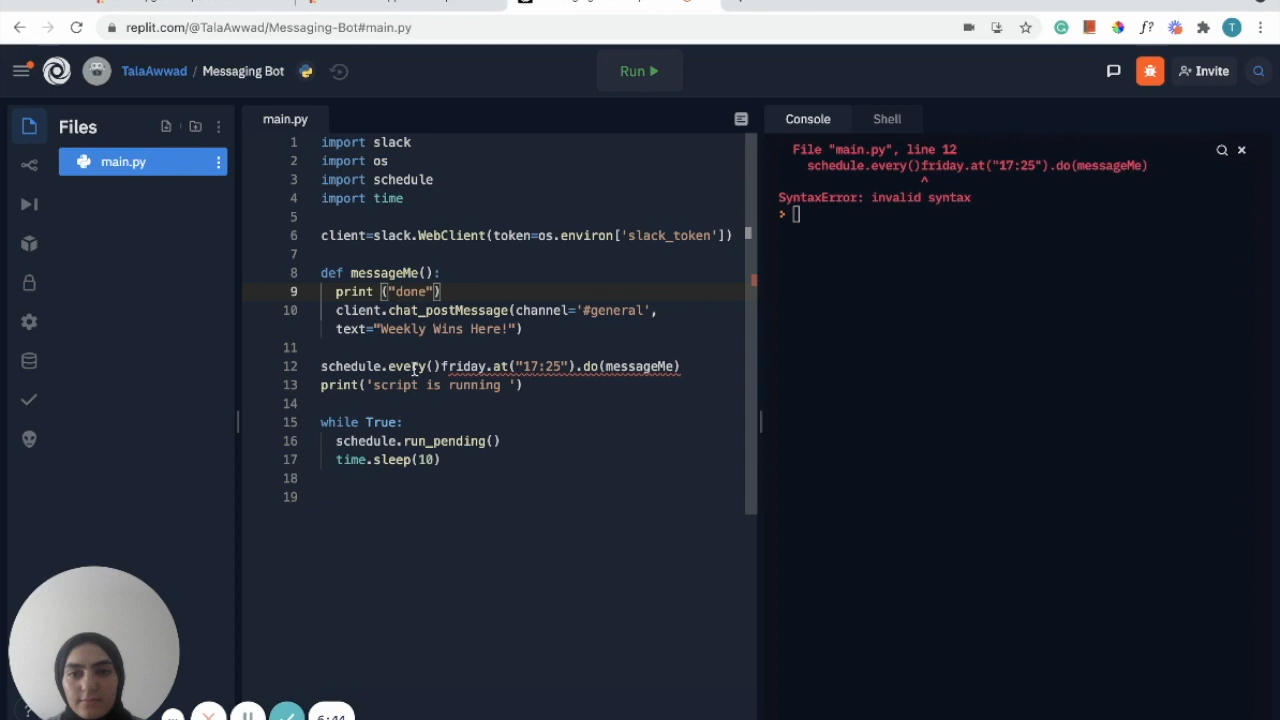 replit.com/@TalaAwwad/Messaging-Bot#main.py
f?
T
TalaAwwad / Messaging Bot
Run
Invite
Files
main.py
main.py
Console
Shell
1 import slack
2 import os
3 import schedule
4 import time
5
6 client=slack.WebClient(token=os.environ['slack_token'])
7
8 def messageMe():
9 print ("done")
10 client.chat_postMessage(channel='#general',
text="Weekly Wins Here!")
11
12 schedule.every()friday.at("17:25").do(messageMe)
13 print('script is running ')
14
15 while True:
16 schedule.run_pending()
17 time.sleep(10)
18
19
File "main.py", line 12
schedule.every()friday.at("17:25").do(messageMe)
^
SyntaxError: invalid syntax
>
6:44